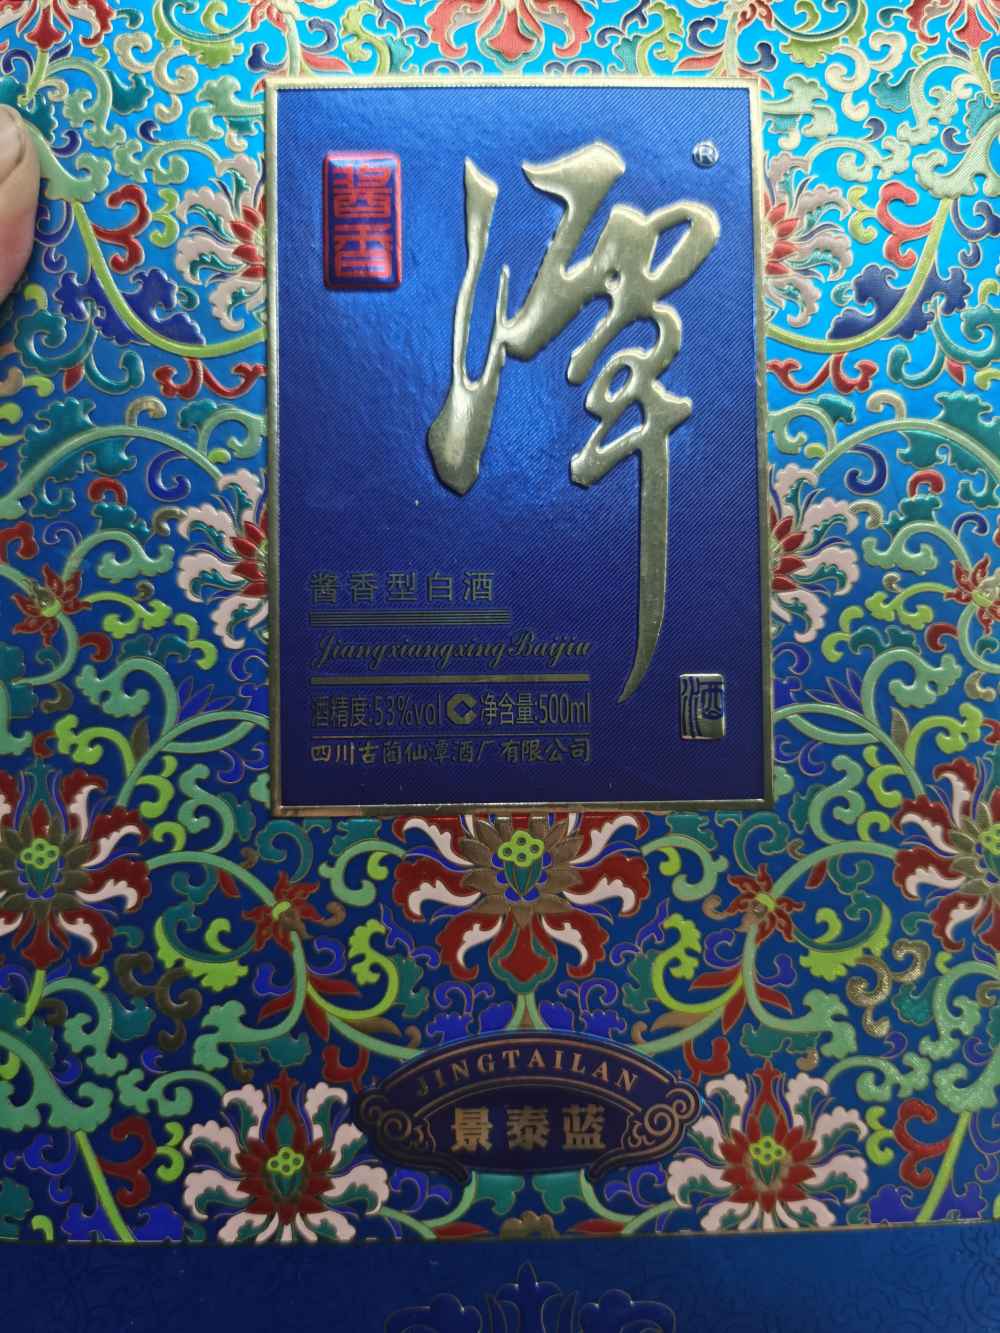 酱香
潭
®
酱香型白酒
Jiangxiangxing Baijiu
酒精度:53%vol 净含量:500ml
四川古蔺仙潭酒厂有限公司
酒
JINGTAILAN
景泰蓝